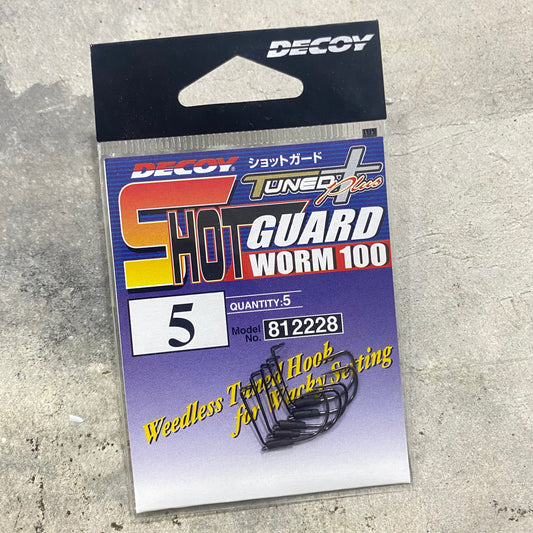 DECOY
DECOY® ショットガード
TUNED Plus
SHOT GUARD
WORM 100
5
QUANTITY:5
Model No. 812228
Weedless Tuned Hook
for Wacky Setting